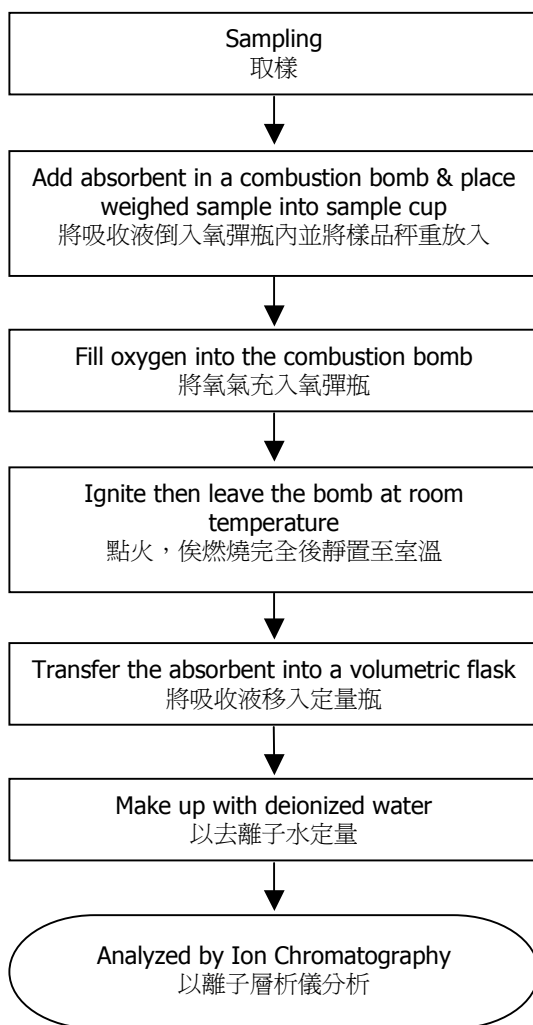 Sampling
取樣
Add absorbent in a combustion bomb & place
weighed sample into sample cup
將吸收液倒入氧彈瓶內並將樣品秤重放入
Fill oxygen into the combustion bomb
將氧氣充入氧彈瓶
Ignite then leave the bomb at room
temperature
點火，俟燃燒完全後靜置至室溫
Transfer the absorbent into a volumetric flask
將吸收液移入定量瓶
Make up with deionized water
以去離子水定量
Analyzed by Ion Chromatography
以離子層析儀分析